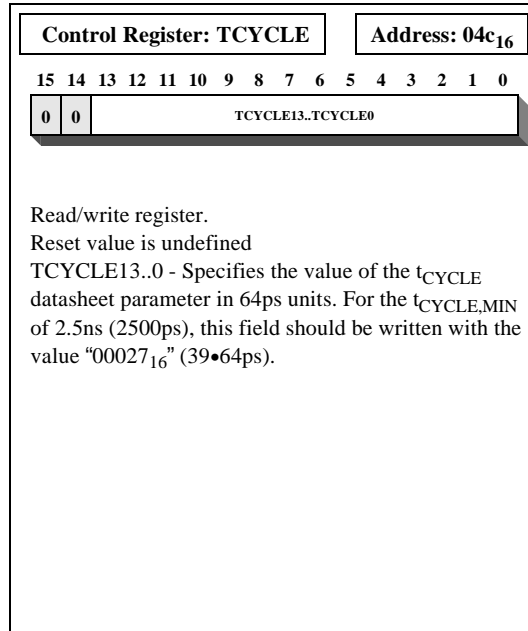 Control Register: TCYCLE
Address: 04c16
15 14 13 12 11 10 9 8 7 6 5 4 3 2 1 0
0 0 TCYCLE13..TCYCLE0
Read/write register.
Reset value is undefined
TCYCLE13..0 - Specifies the value of the tCYCLE
datasheet parameter in 64ps units. For the tCYCLE,MIN
of 2.5ns (2500ps), this field should be written with the
value “0002716” (39•64ps).